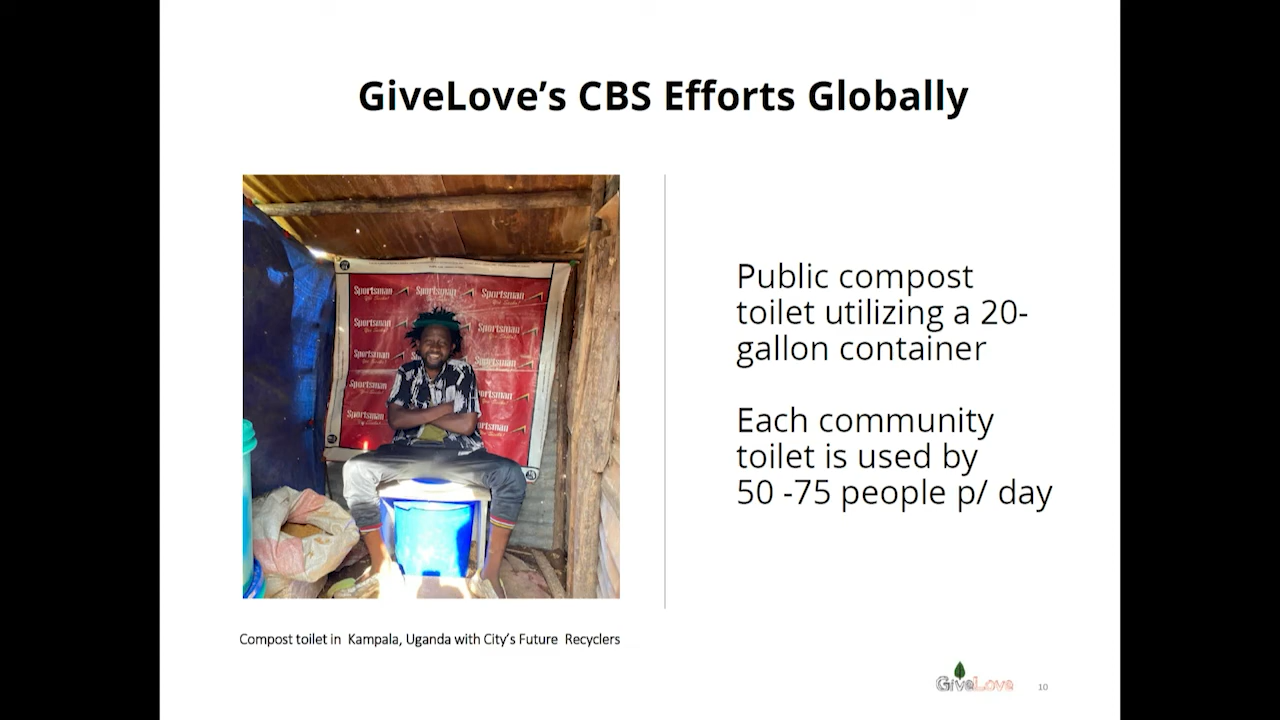 GiveLove’s CBS Efforts Globally
Sportsman Sportsman Sportsman
Sportsman Sportsman
Sportsman Sportsman
Sportsman
Sportsman
Public compost
toilet utilizing a 20-
gallon container
Each community
toilet is used by
50 -75 people p/ day
Compost toilet in Kampala, Uganda with City’s Future Recyclers
GiveLove
10